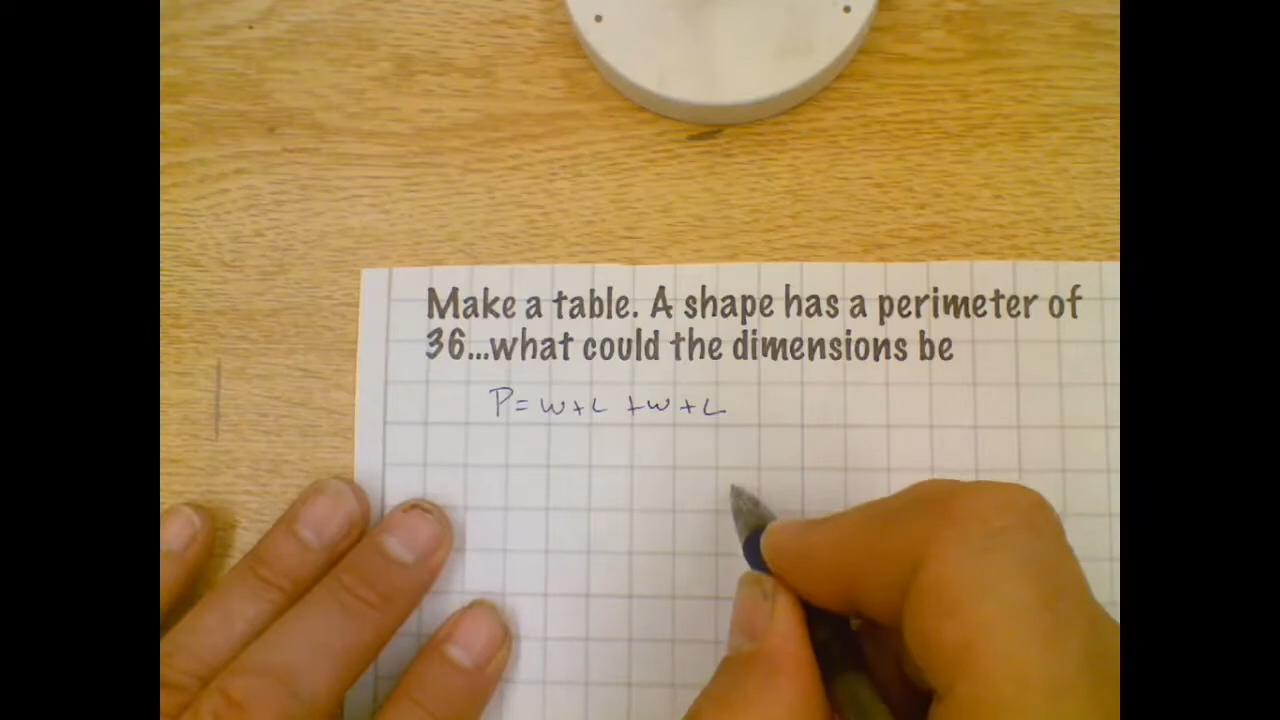 Make a table. A shape has a perimeter of
36...what could the dimensions be
P = w + L + w + L